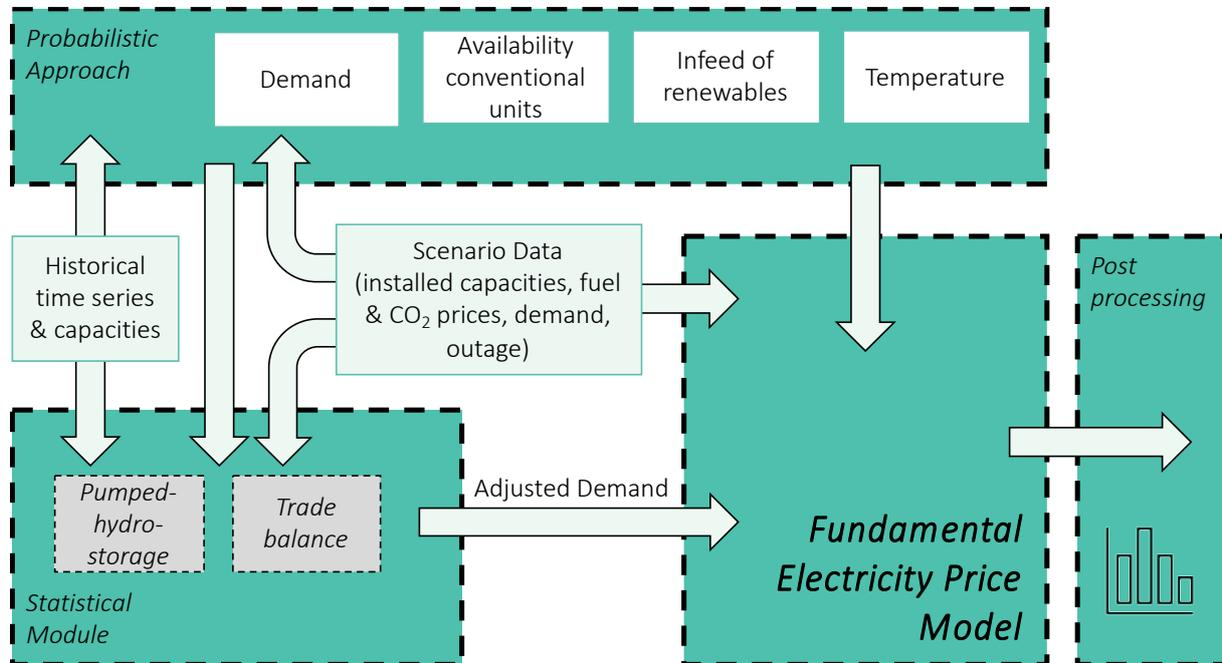 Probabilistic
Approach
Demand
Availability
conventional
units
Infeed of
renewables
Temperature
Historical
time series
& capacities
Scenario Data
(installed capacities, fuel
& CO₂ prices, demand,
outage)
Post
processing
Pumped-
hydro-
storage
Trade
balance
Adjusted Demand
Statistical
Module
Fundamental
Electricity Price
Model